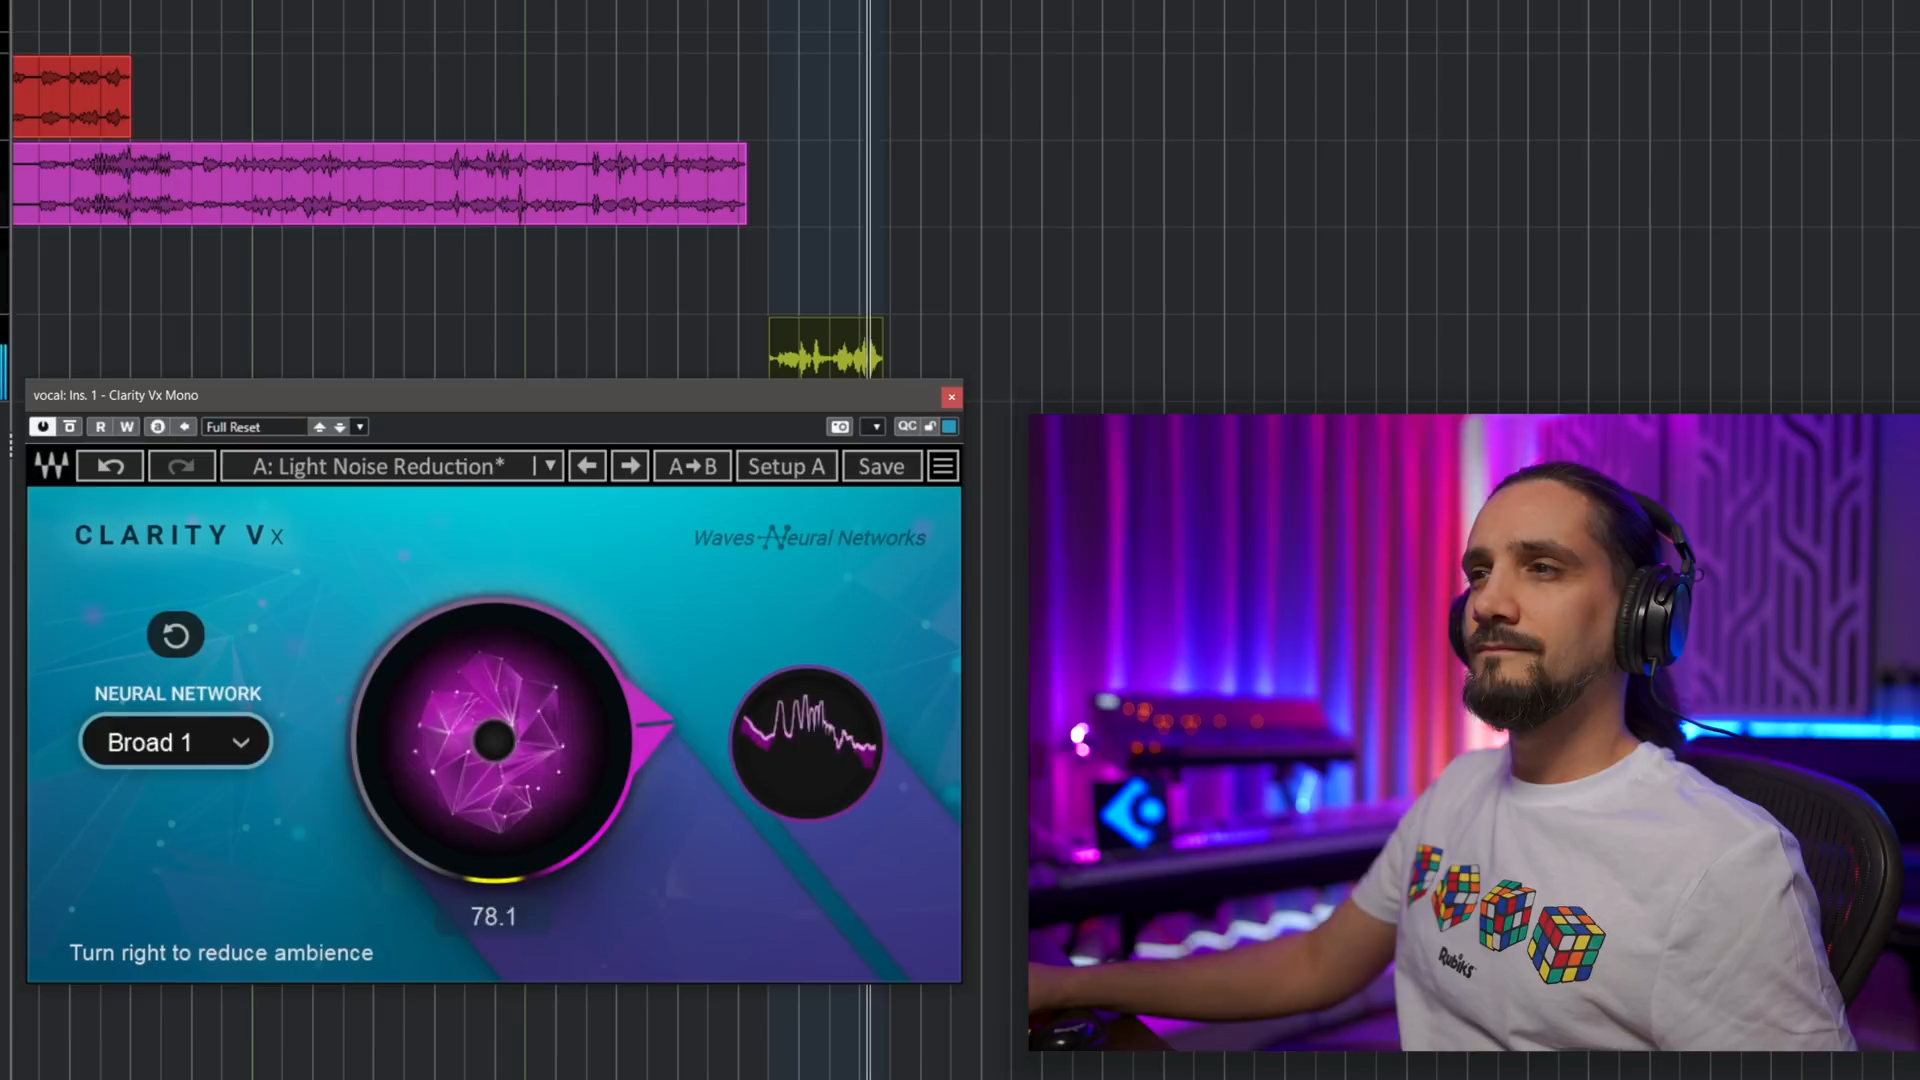 vocal: Ins. 1 - Clarity Vx Mono
R W Full Reset QC
A: Light Noise Reduction* A B Setup A Save
CLARITY Vx
Waves Neural Networks
NEURAL NETWORK
Broad 1
78.1
Turn right to reduce ambience
Rubik's